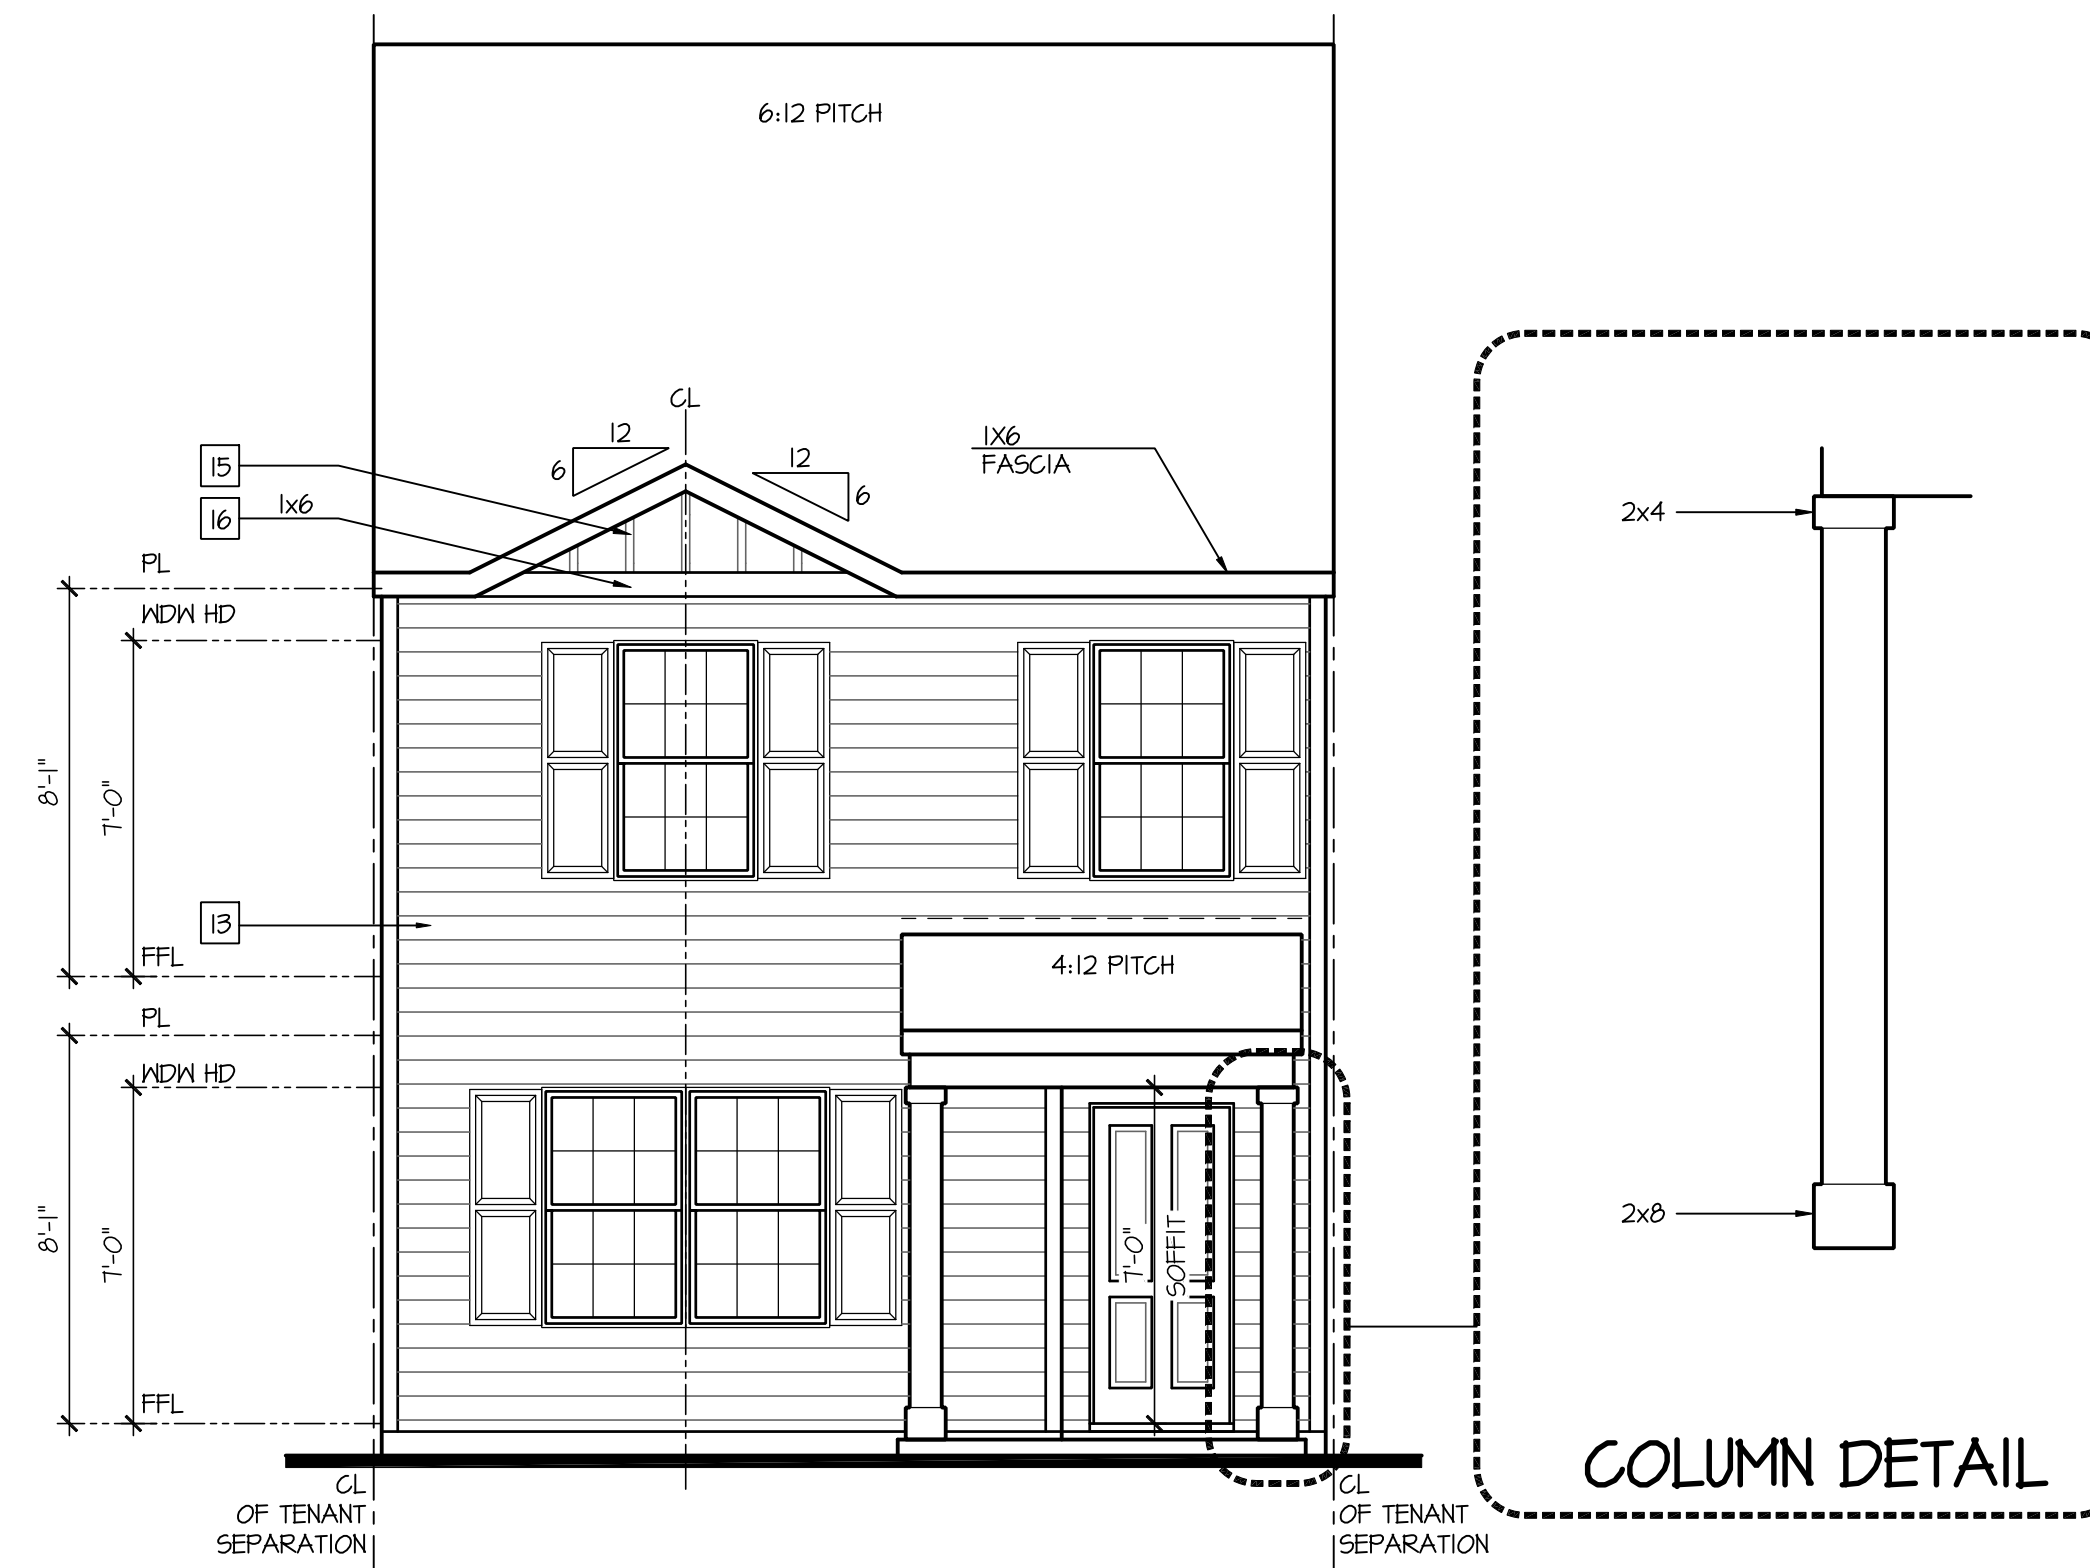 6:12 PITCH
CL
12
6
12
6
1X6
FASCIA
15
16
1x6
PL
WDW HD
8'-1"
7'-0"
13
FFL
4:12 PITCH
PL
WDW HD
8'-1"
7'-0"
7'-0"
SOFFIT
FFL
CL
OF TENANT
SEPARATION
CL
OF TENANT
SEPARATION
2x4
2x8
COLUMN DETAIL